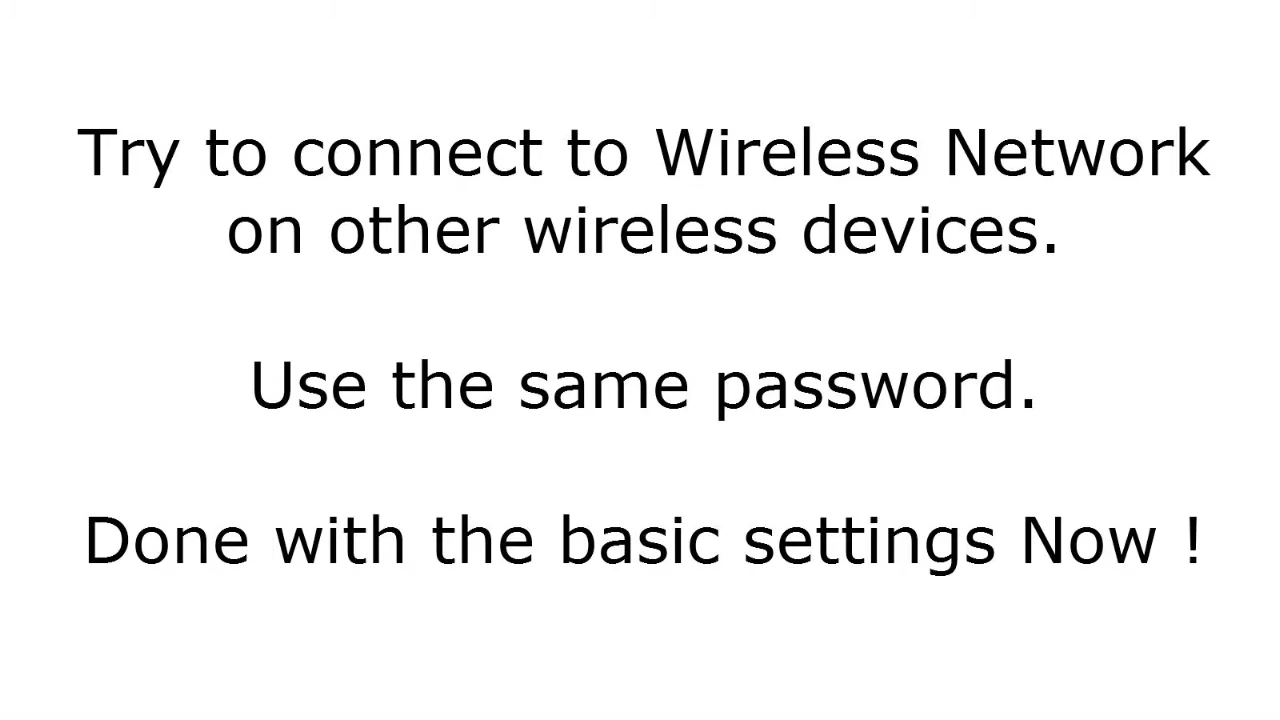 Try to connect to Wireless Network
on other wireless devices.
Use the same password.
Done with the basic settings Now !